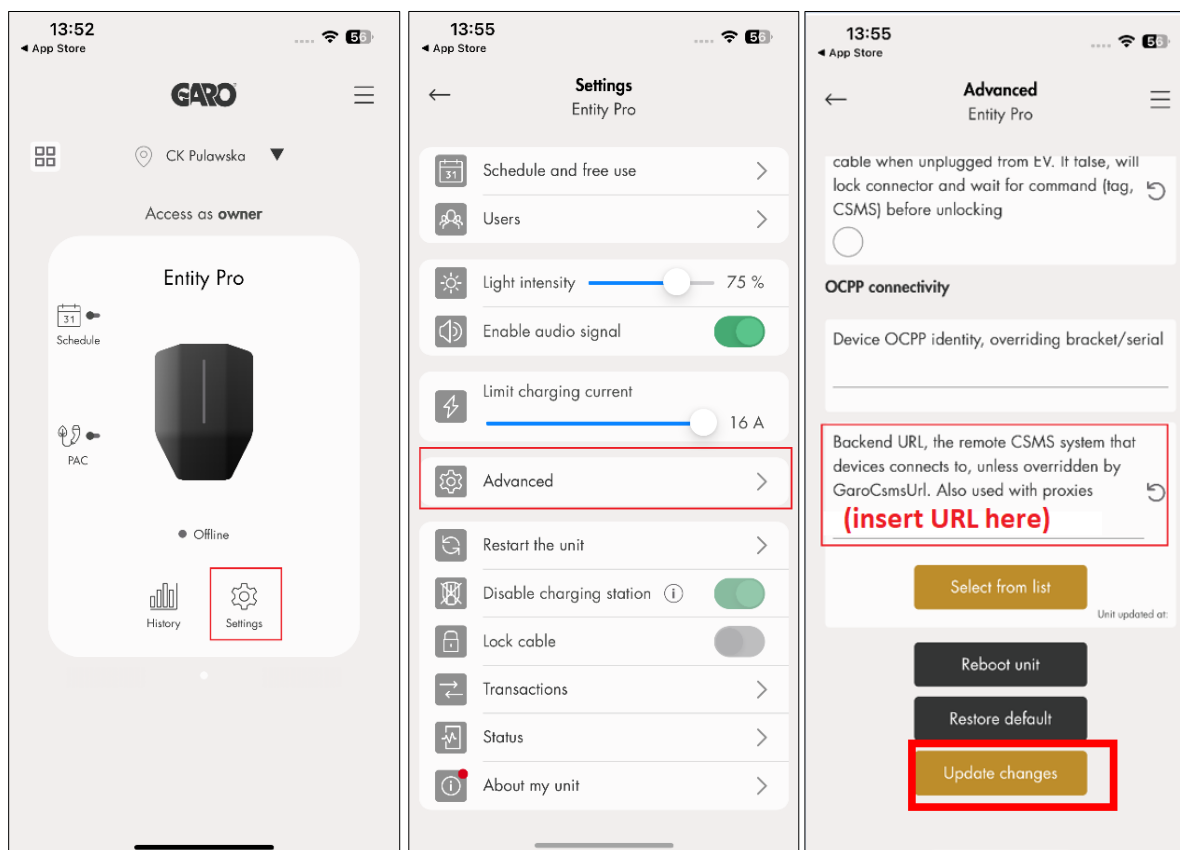 13:52
◄ App Store
56
GARO
CK Pulawska ▼
Access as owner
Entity Pro
31
Schedule
PAC
Offline
History
Settings
13:55
◄ App Store
56
Settings
Entity Pro
31
Schedule and free use
Users
Light intensity
75 %
Enable audio signal
Limit charging current
16 A
Advanced
Restart the unit
Disable charging station
Lock cable
Transactions
Status
About my unit
13:55
◄ App Store
56
Advanced
Entity Pro
cable when unplugged from EV. If false, will
lock connector and wait for command (tag,
CSMS) before unlocking
OCPP connectivity
Device OCPP identity, overriding bracket/serial
Backend URL, the remote CSMS system that
devices connects to, unless overridden by
GaroCsmsUrl. Also used with proxies
(insert URL here)
Select from list
Unit updated at:
Reboot unit
Restore default
Update changes